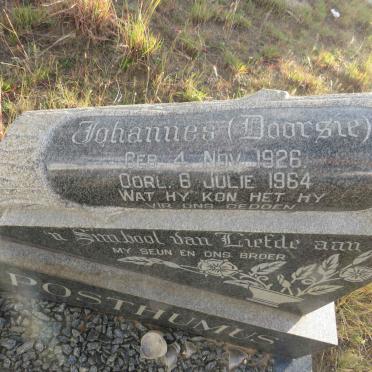 Johannes (Doorsie)
GEB. 4 NOV. 1926
OORL. 6 JULIE 1964
WAT HY KON HET HY
VIR ONS GEDOEN
'n Simbool van Liefde aan
MY SEUN EN ONS BROER
POSTHUMUS